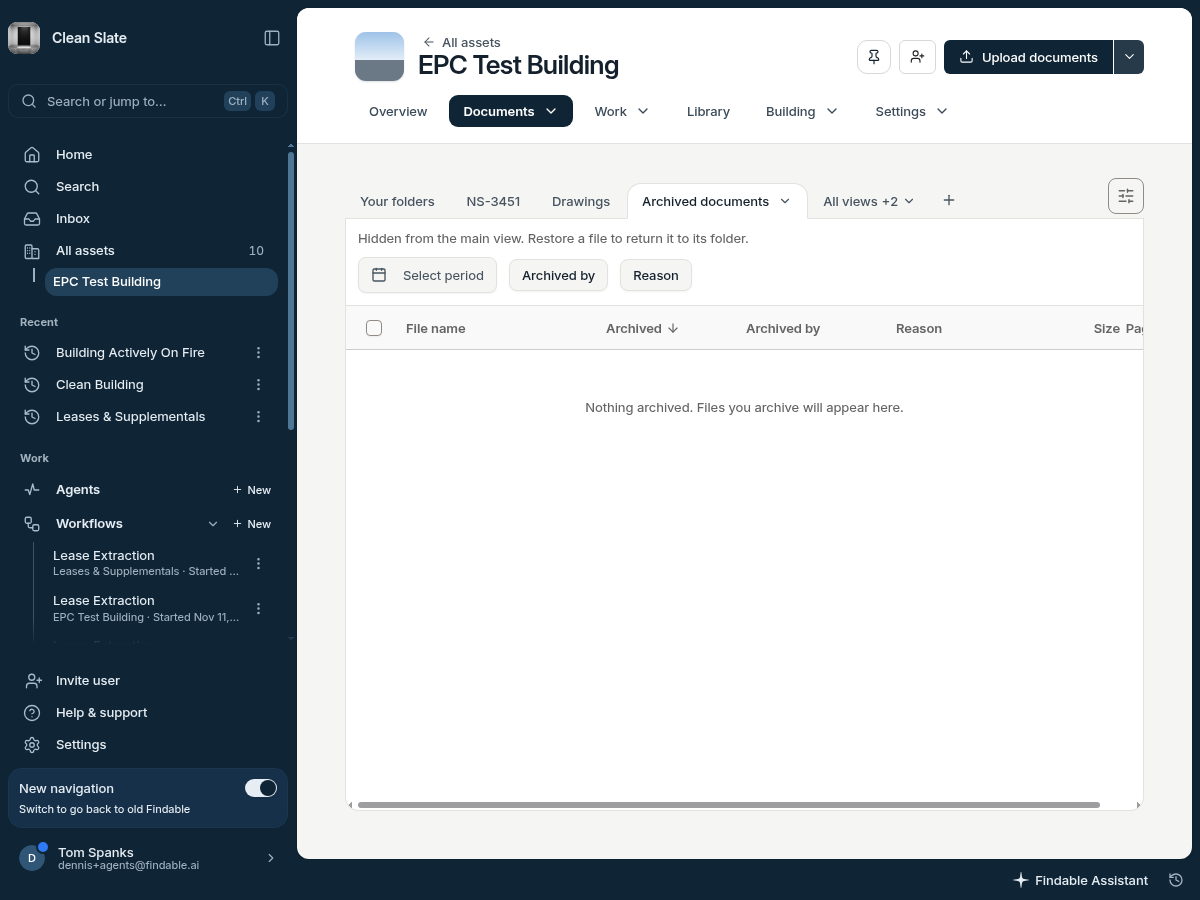 Clean Slate
Search or jump to...
Ctrl K
Home
Search
Inbox
All assets 10
EPC Test Building
Recent
Building Actively On Fire
Clean Building
Leases & Supplementals
Work
Agents + New
Workflows + New
Lease Extraction
Leases & Supplementals · Started ...
Lease Extraction
EPC Test Building · Started Nov 11,...
Invite user
Help & support
Settings
New navigation
Switch to go back to old Findable
D
Tom Spanks
dennis+agents@findable.ai
All assets
EPC Test Building
Upload documents
Overview Documents Work Library Building Settings
Your folders NS-3451 Drawings Archived documents All views +2
Hidden from the main view. Restore a file to return it to its folder.
Select period Archived by Reason
File name Archived Archived by Reason Size
Nothing archived. Files you archive will appear here.
Findable Assistant